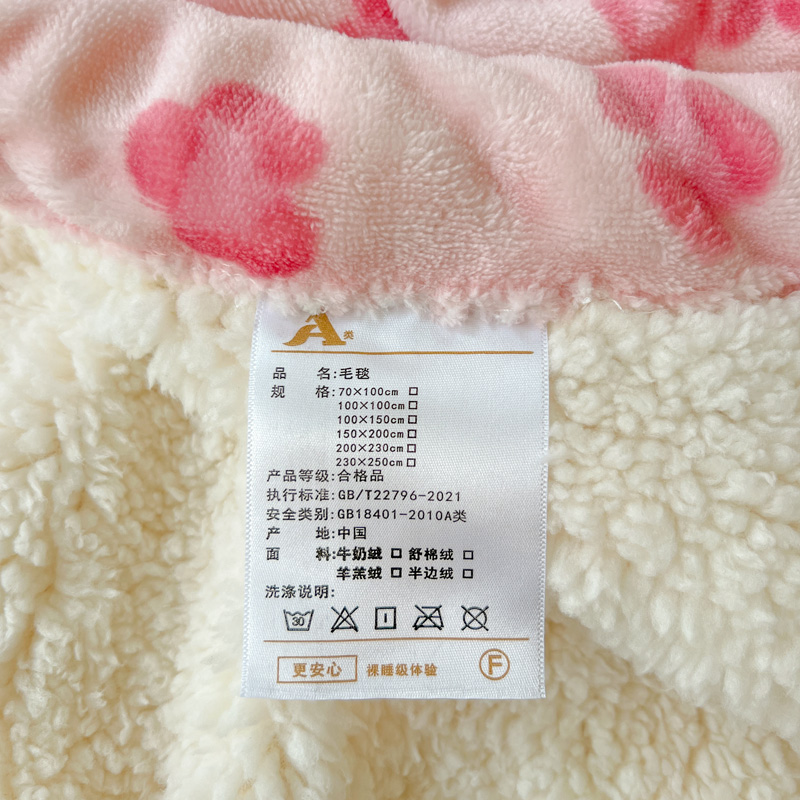 A类
品 名:毛毯
规 格:70×100cm □
100×100cm □
100×150cm □
150×200cm □
200×230cm □
230×250cm □
产品等级:合格品
执行标准:GB/T22796-2021
安全类别:GB18401-2010A类
产 地:中国
面 料:牛奶绒 □ 舒棉绒 □
羊羔绒 □ 半边绒 □
洗涤说明:
30
更安心 裸睡级体验 F